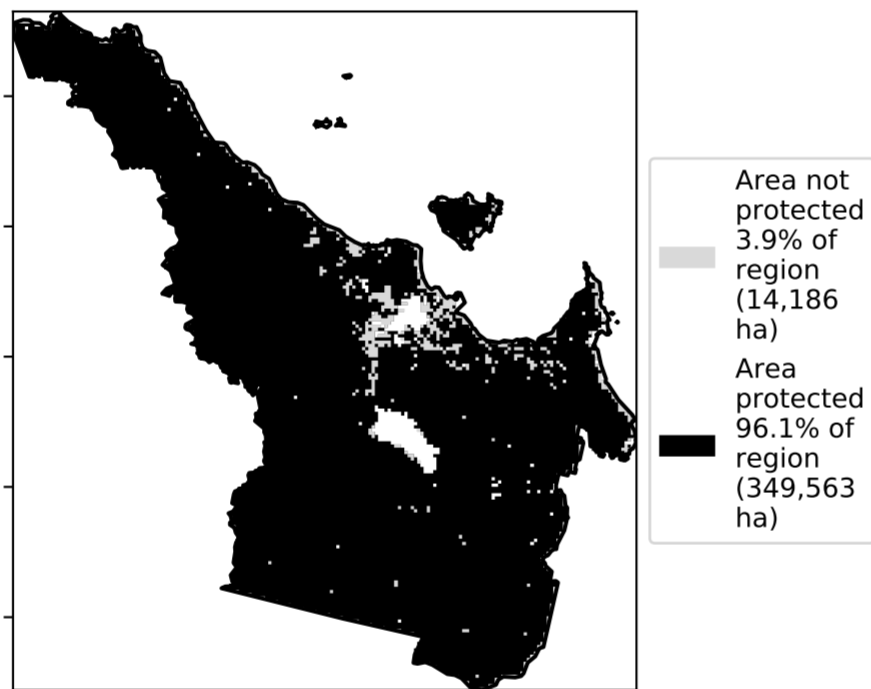 Area not
protected
3.9% of
region
(14,186
ha)
Area
protected
96.1% of
region
(349,563
ha)